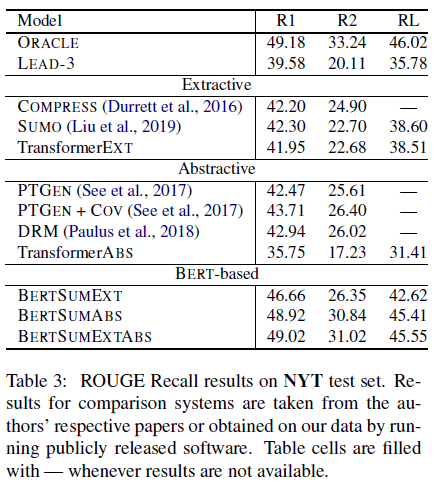 Model R1 R2 RL
ORACLE 49.18 33.24 46.02
LEAD-3 39.58 20.11 35.78
Extractive
COMPRESS (Durrett et al., 2016) 42.20 24.90 —
SUMO (Liu et al., 2019) 42.30 22.70 38.60
TransformerEXT 41.95 22.68 38.51
Abstractive
PTGEN (See et al., 2017) 42.47 25.61 —
PTGEN + COV (See et al., 2017) 43.71 26.40 —
DRM (Paulus et al., 2018) 42.94 26.02 —
TransformerABS 35.75 17.23 31.41
BERT-based
BERTSUMEXT 46.66 26.35 42.62
BERTSUMABS 48.92 30.84 45.41
BERTSUMEXTABS 49.02 31.02 45.55
Table 3: ROUGE Recall results on NYT test set. Re-
sults for comparison systems are taken from the au-
thors' respective papers or obtained on our data by run-
ning publicly released software. Table cells are filled
with — whenever results are not available.